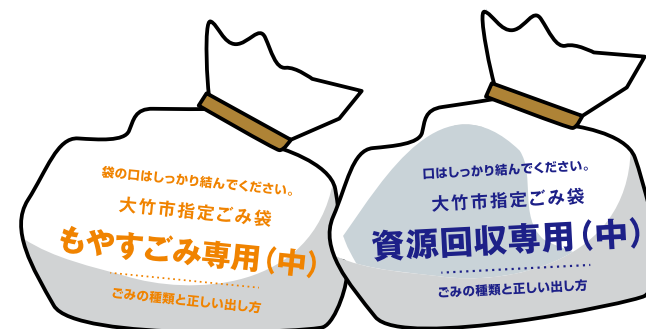 袋の口はしっかり結んでください。
大竹市指定ごみ袋
もやすごみ専用(中)
ごみの種類と正しい出し方
口はしっかり結んでください。
大竹市指定ごみ袋
資源回収専用(中)
ごみの種類と正しい出し方